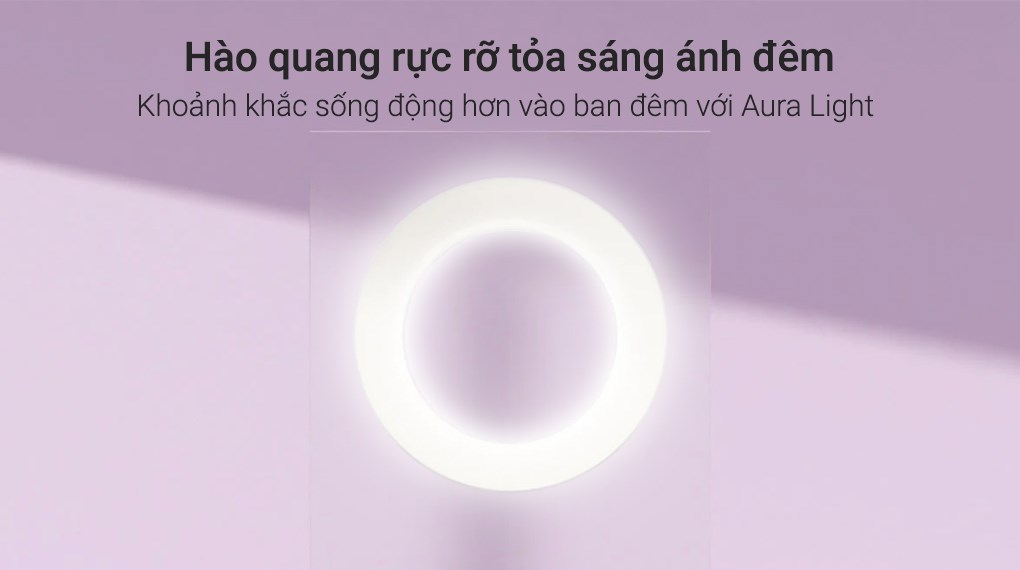 Hào quang rực rỡ tỏa sáng ánh đêm
Khoảnh khắc sống động hơn vào ban đêm với Aura Light